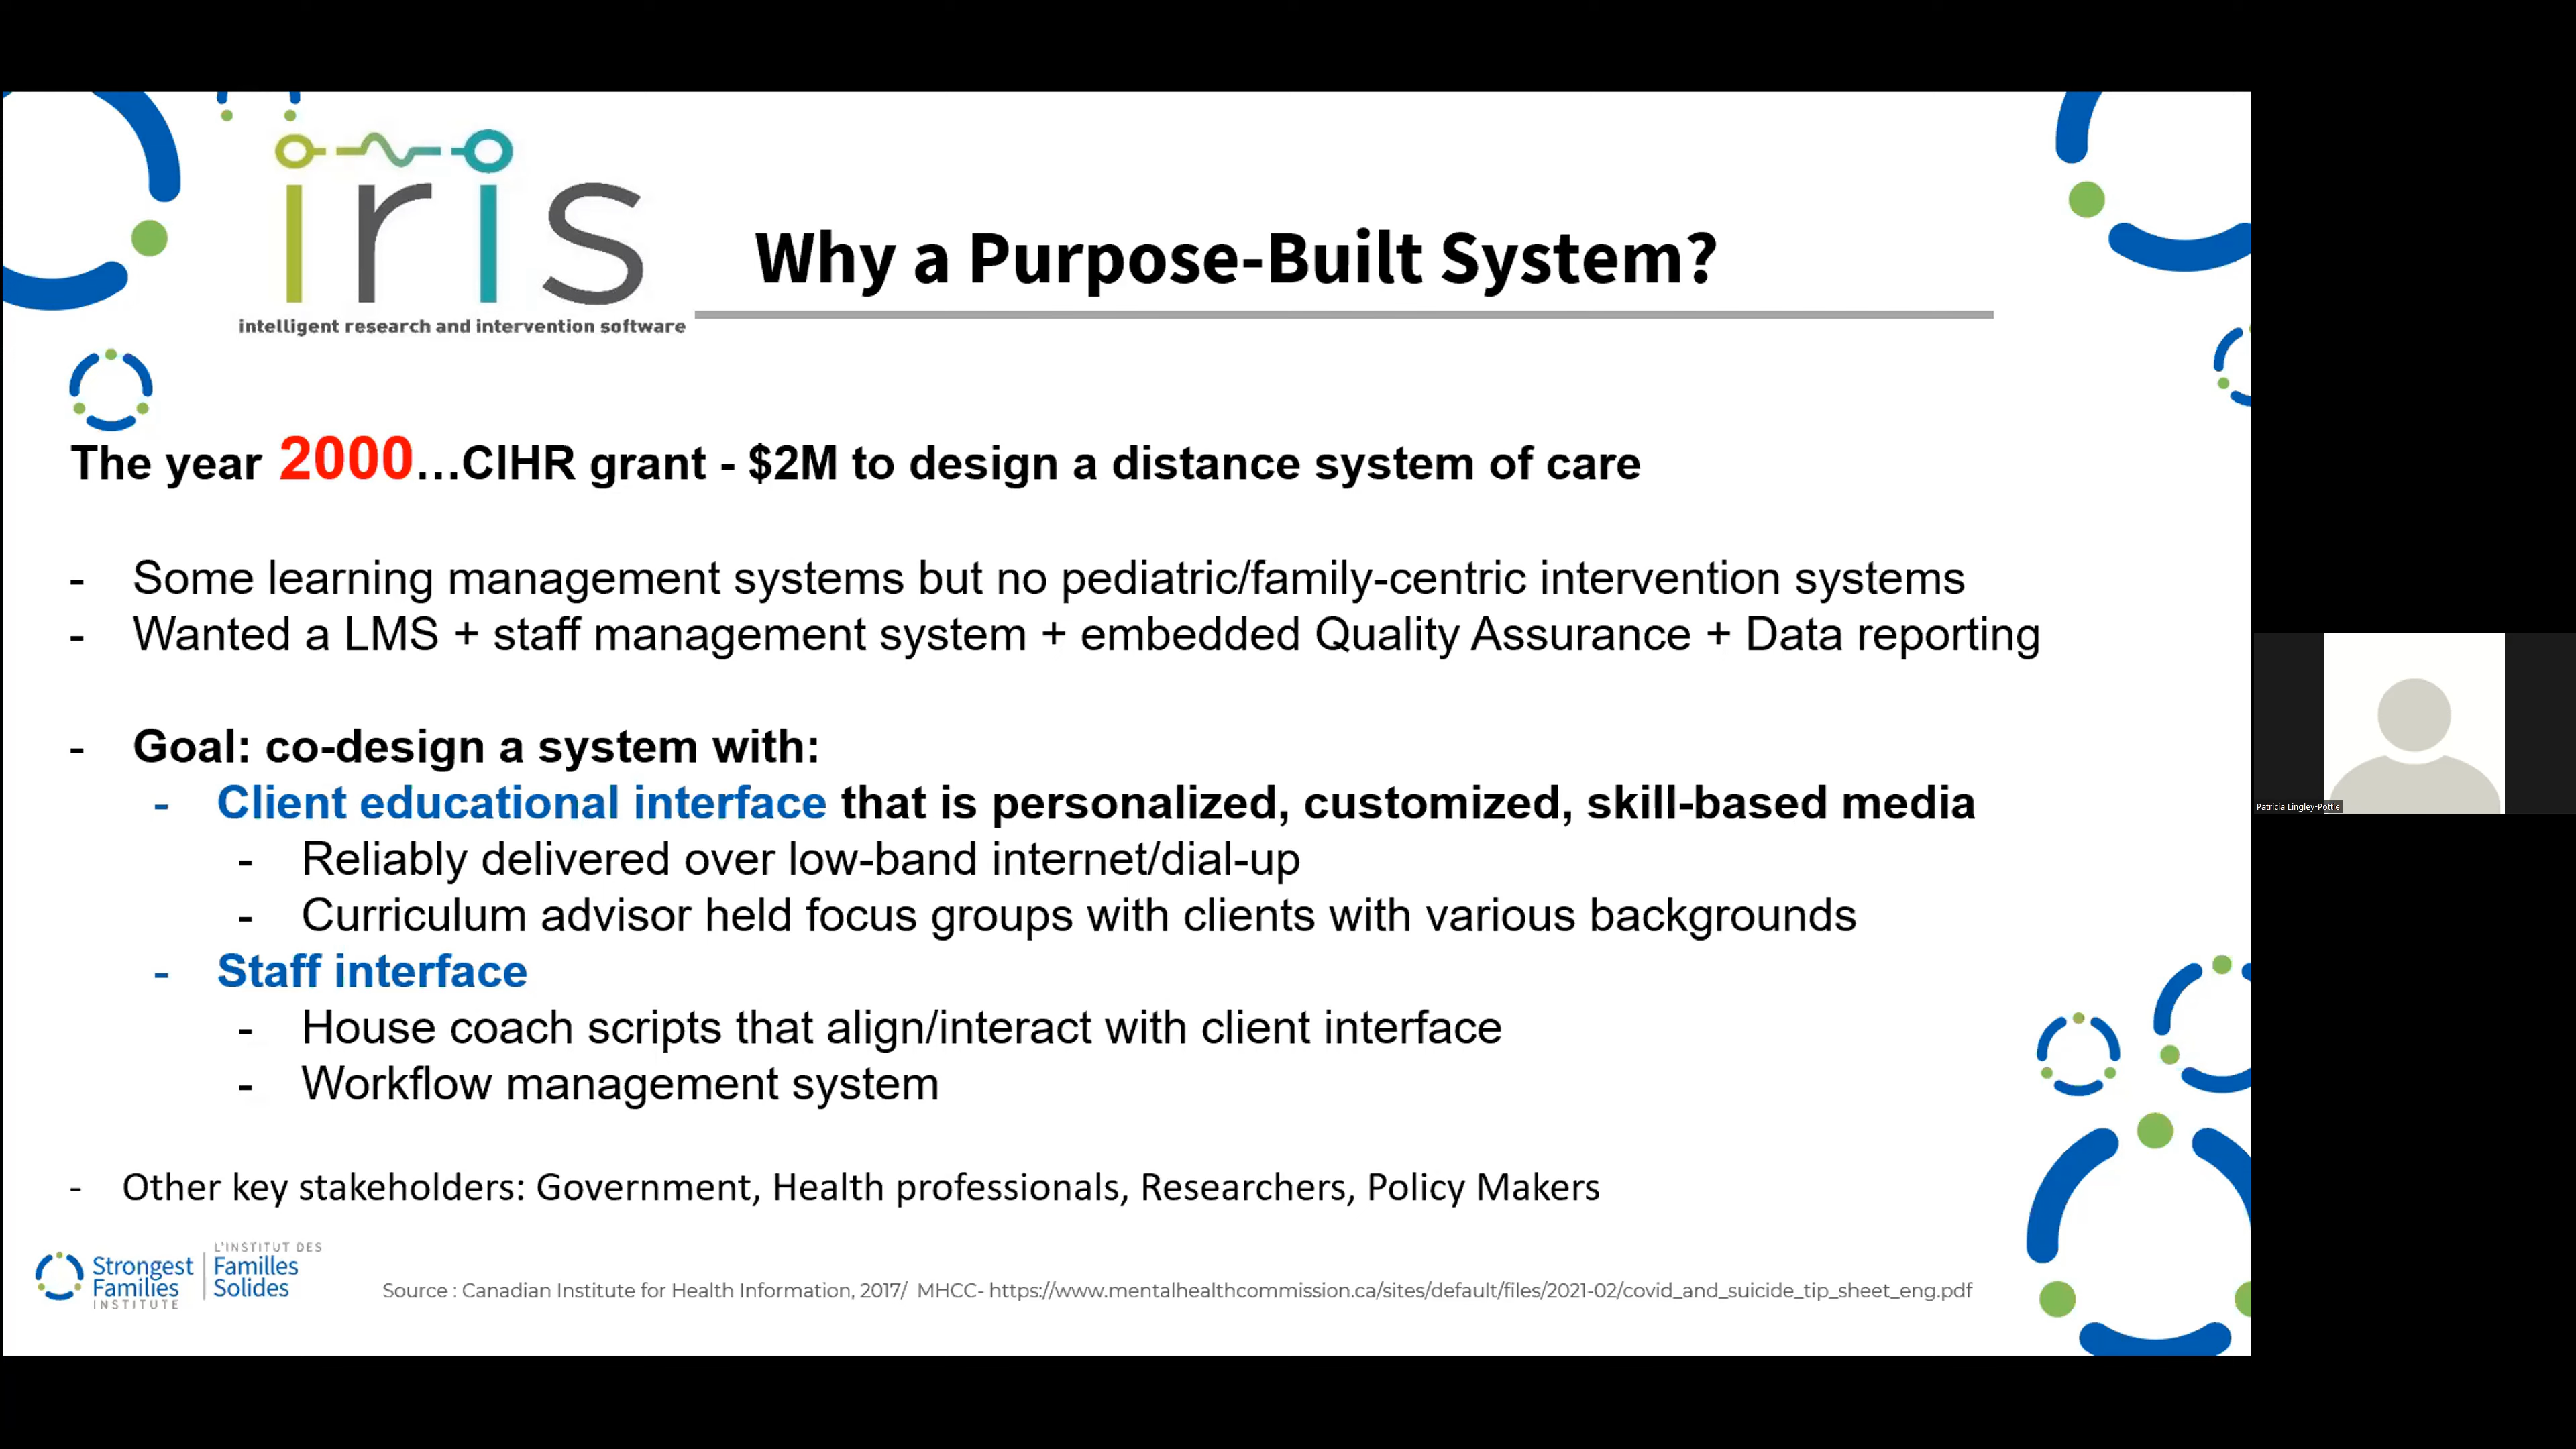 iris
intelligent research and intervention software
Why a Purpose-Built System?
The year 2000...CIHR grant - $2M to design a distance system of care
- Some learning management systems but no pediatric/family-centric intervention systems
- Wanted a LMS + staff management system + embedded Quality Assurance + Data reporting
- Goal: co-design a system with:
- Client educational interface that is personalized, customized, skill-based media
- Reliably delivered over low-band internet/dial-up
- Curriculum advisor held focus groups with clients with various backgrounds
- Staff interface
- House coach scripts that align/interact with client interface
- Workflow management system
- Other key stakeholders: Government, Health professionals, Researchers, Policy Makers
Strongest
Families
INSTITUTE
L'INSTITUT DES
Families
Solides
Source : Canadian Institute for Health Information, 2017/ MHCC- https://www.mentalhealthcommission.ca/sites/default/files/2021-02/covid_and_suicide_tip_sheet_eng.pdf
Patricia Lingley-Pottie